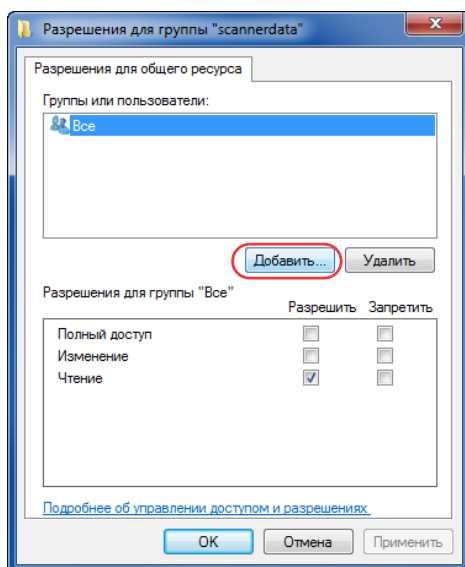 Разрешения для группы "scannerdata"
Разрешения для общего ресурса
Группы или пользователи:
Все
Добавить... Удалить
Разрешения для группы "Все"
Разрешить Запретить
Полный доступ
Изменение
Чтение
Подробнее об управлении доступом и разрешениях
OK Отмена Применить